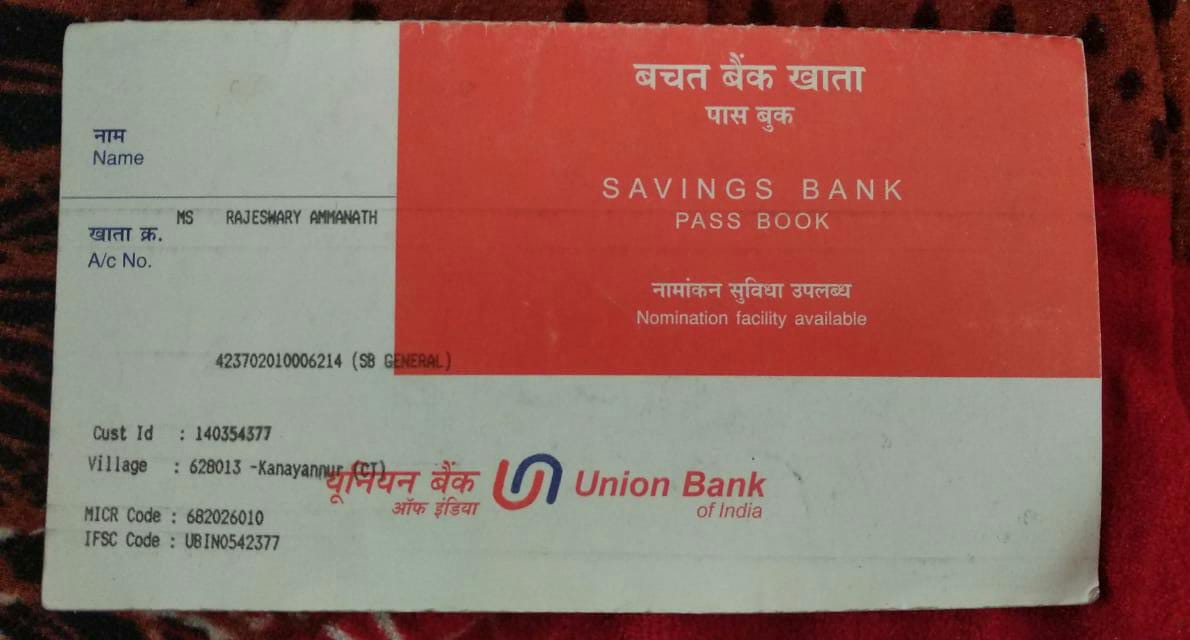 बचत बैंक खाता
पास बुक
SAVINGS BANK
PASS BOOK
नामांकन सुविधा उपलब्ध
Nomination facility available
नाम
Name
MS RAJESWARY AMMANATH
खाता क्र.
A/c No.
423702010006214 (SB GENERAL)
Cust Id : 140354377
Village : 628013 -Kanayannur (CT)
MICR Code : 682026010
IFSC Code : UBIN0542377
यूनियन बैंक
ऑफ इंडिया
Union Bank
of India